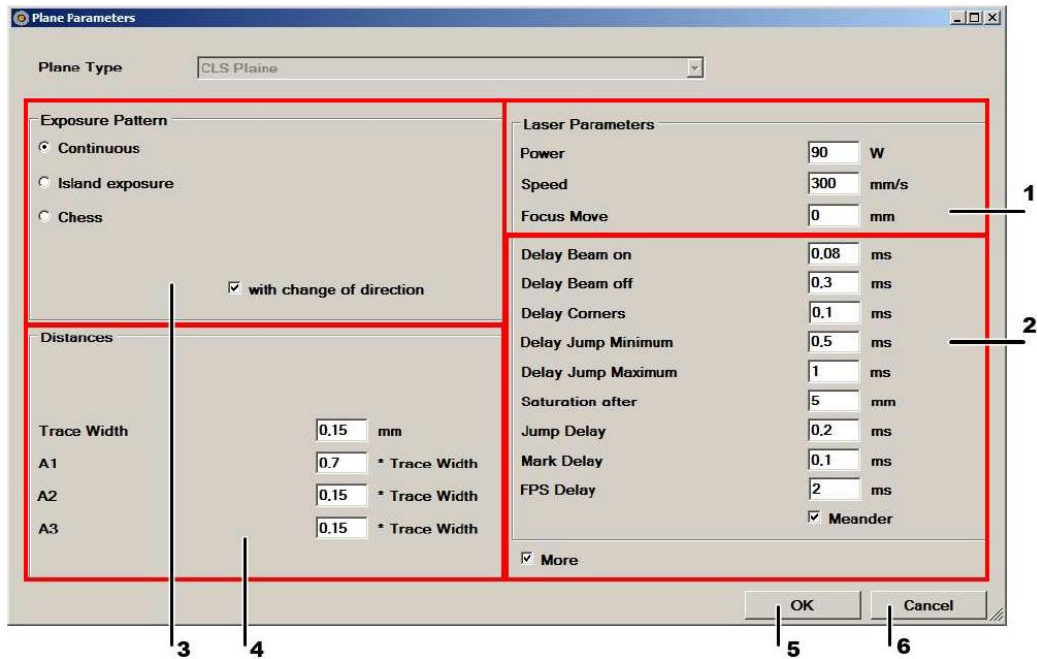 Plane Parameters
Plane Type CLS Plaine
Exposure Pattern
Continuous
Island exposure
Chess
with change of direction
Distances
Trace Width 0.15 mm
A1 0.7 * Trace Width
A2 0.15 * Trace Width
A3 0.15 * Trace Width
Laser Parameters
Power 90 W
Speed 300 mm/s
Focus Move 0 mm
Delay Beam on 0.08 ms
Delay Beam off 0.3 ms
Delay Corners 0.1 ms
Delay Jump Minimum 0.5 ms
Delay Jump Maximum 1 ms
Saturation after 5 mm
Jump Delay 0.2 ms
Mark Delay 0.1 ms
FPS Delay 2 ms
Meander
More
OK Cancel
1
2
3
4
5
6